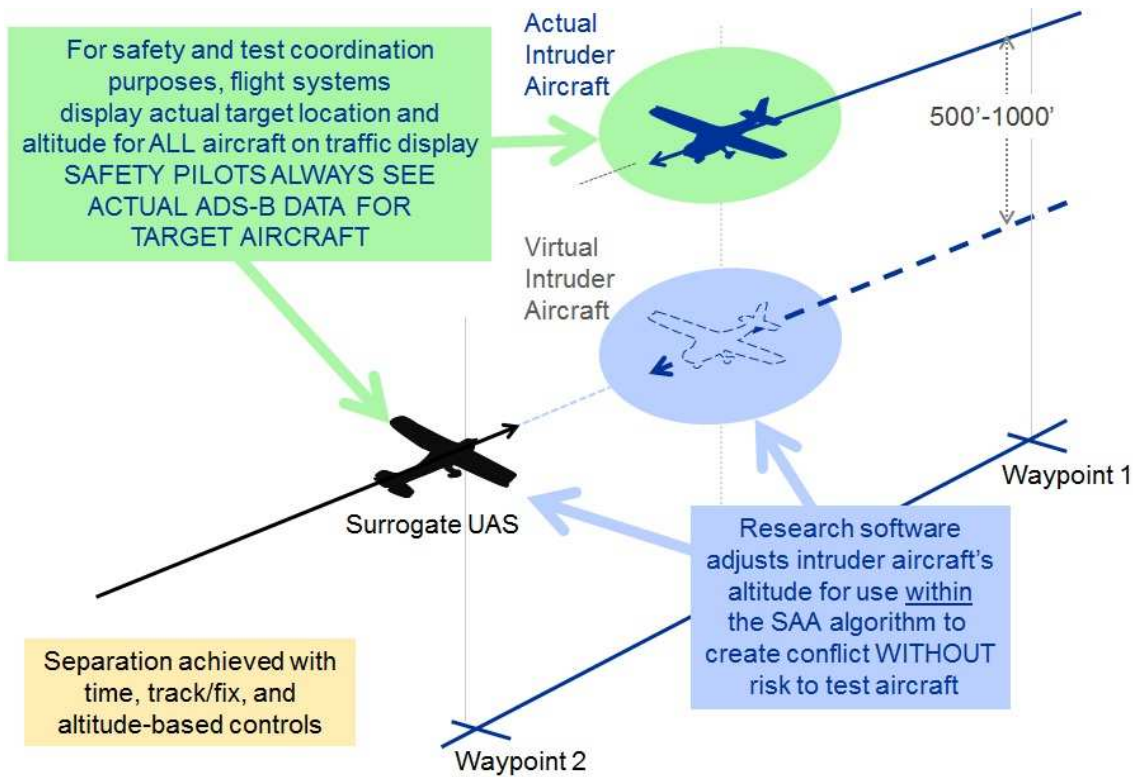 For safety and test coordination
purposes, flight systems
display actual target location and
altitude for ALL aircraft on traffic display
SAFETY PILOTS ALWAYS SEE
ACTUAL ADS-B DATA FOR
TARGET AIRCRAFT
Actual
Intruder
Aircraft
500'-1000'
Virtual
Intruder
Aircraft
Waypoint 1
Surrogate UAS
Research software
adjusts intruder aircraft's
altitude for use within
the SAA algorithm to
create conflict WITHOUT
risk to test aircraft
Separation achieved with
time, track/fix, and
altitude-based controls
Waypoint 2